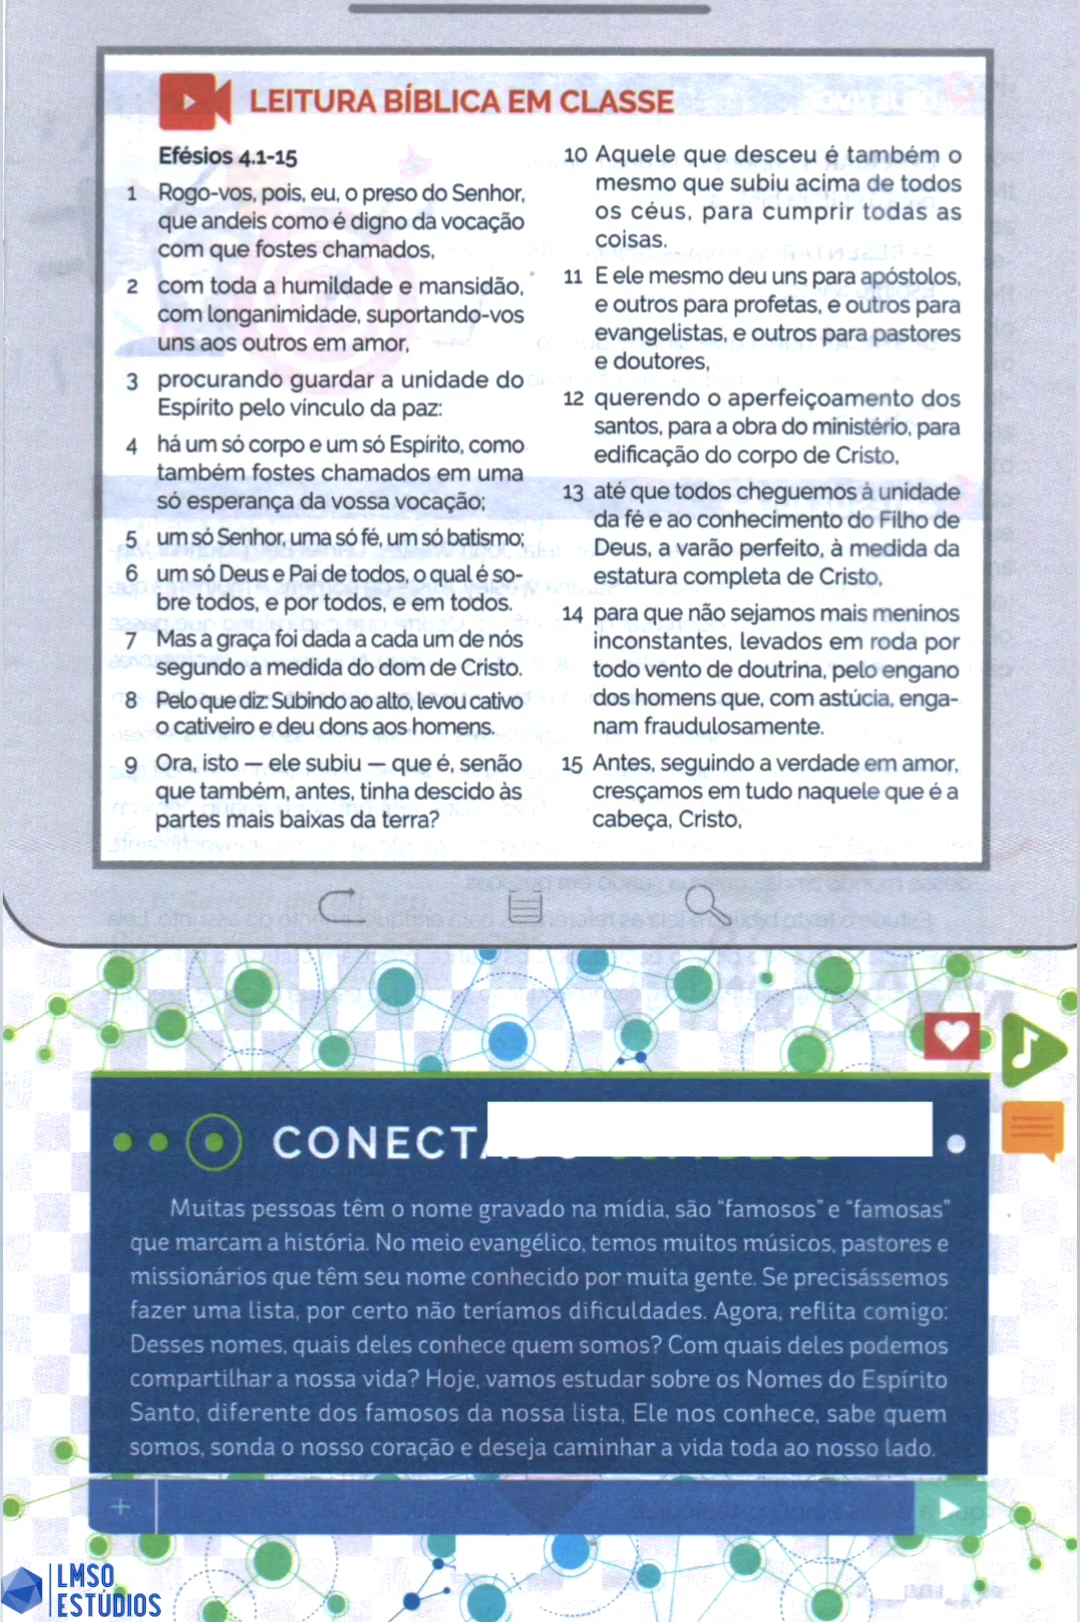 LEITURA BÍBLICA EM CLASSE
Efésios 4.1-15
1 Rogo-vos, pois, eu, o preso do Senhor,
que andeis como é digno da vocação
com que fostes chamados,
2 com toda a humildade e mansidão,
com longanimidade, suportando-vos
uns aos outros em amor,
3 procurando guardar a unidade do
Espírito pelo vínculo da paz:
4 há um só corpo e um só Espírito, como
também fostes chamados em uma
só esperança da vossa vocação;
5 um só Senhor, uma só fé, um só batismo;
6 um só Deus e Pai de todos, o qual é so-
bre todos, e por todos, e em todos.
7 Mas a graça foi dada a cada um de nós
segundo a medida do dom de Cristo.
8 Pelo que diz: Subindo ao alto, levou cativo
o cativeiro e deu dons aos homens.
9 Ora, isto — ele subiu — que é, senão
que também, antes, tinha descido às
partes mais baixas da terra?
10 Aquele que desceu é também o
mesmo que subiu acima de todos
os céus, para cumprir todas as
coisas.
11 E ele mesmo deu uns para apóstolos,
e outros para profetas, e outros para
evangelistas, e outros para pastores
e doutores,
12 querendo o aperfeiçoamento dos
santos, para a obra do ministério, para
edificação do corpo de Cristo,
13 até que todos cheguemos à unidade
da fé e ao conhecimento do Filho de
Deus, a varão perfeito, à medida da
estatura completa de Cristo,
14 para que não sejamos mais meninos
inconstantes, levados em roda por
todo vento de doutrina, pelo engano
dos homens que, com astúcia, enga-
nam fraudulosamente.
15 Antes, seguindo a verdade em amor,
cresçamos em tudo naquele que é a
cabeça, Cristo,
Muitas pessoas têm o nome gravado na mídia, são “famosos” e “famosas”
que marcam a história. No meio evangélico, temos muitos músicos, pastores e
missionários que têm seu nome conhecido por muita gente. Se precisássemos
fazer uma lista, por certo não teríamos dificuldades. Agora, reflita comigo:
Desses nomes, quais deles conhece quem somos? Com quais deles podemos
compartilhar a nossa vida? Hoje, vamos estudar sobre os Nomes do Espírito
Santo, diferente dos famosos da nossa lista, Ele nos conhece, sabe quem
somos, sonda o nosso coração e deseja caminhar a vida toda ao nosso lado.
LMSO
ESTÚDIOS